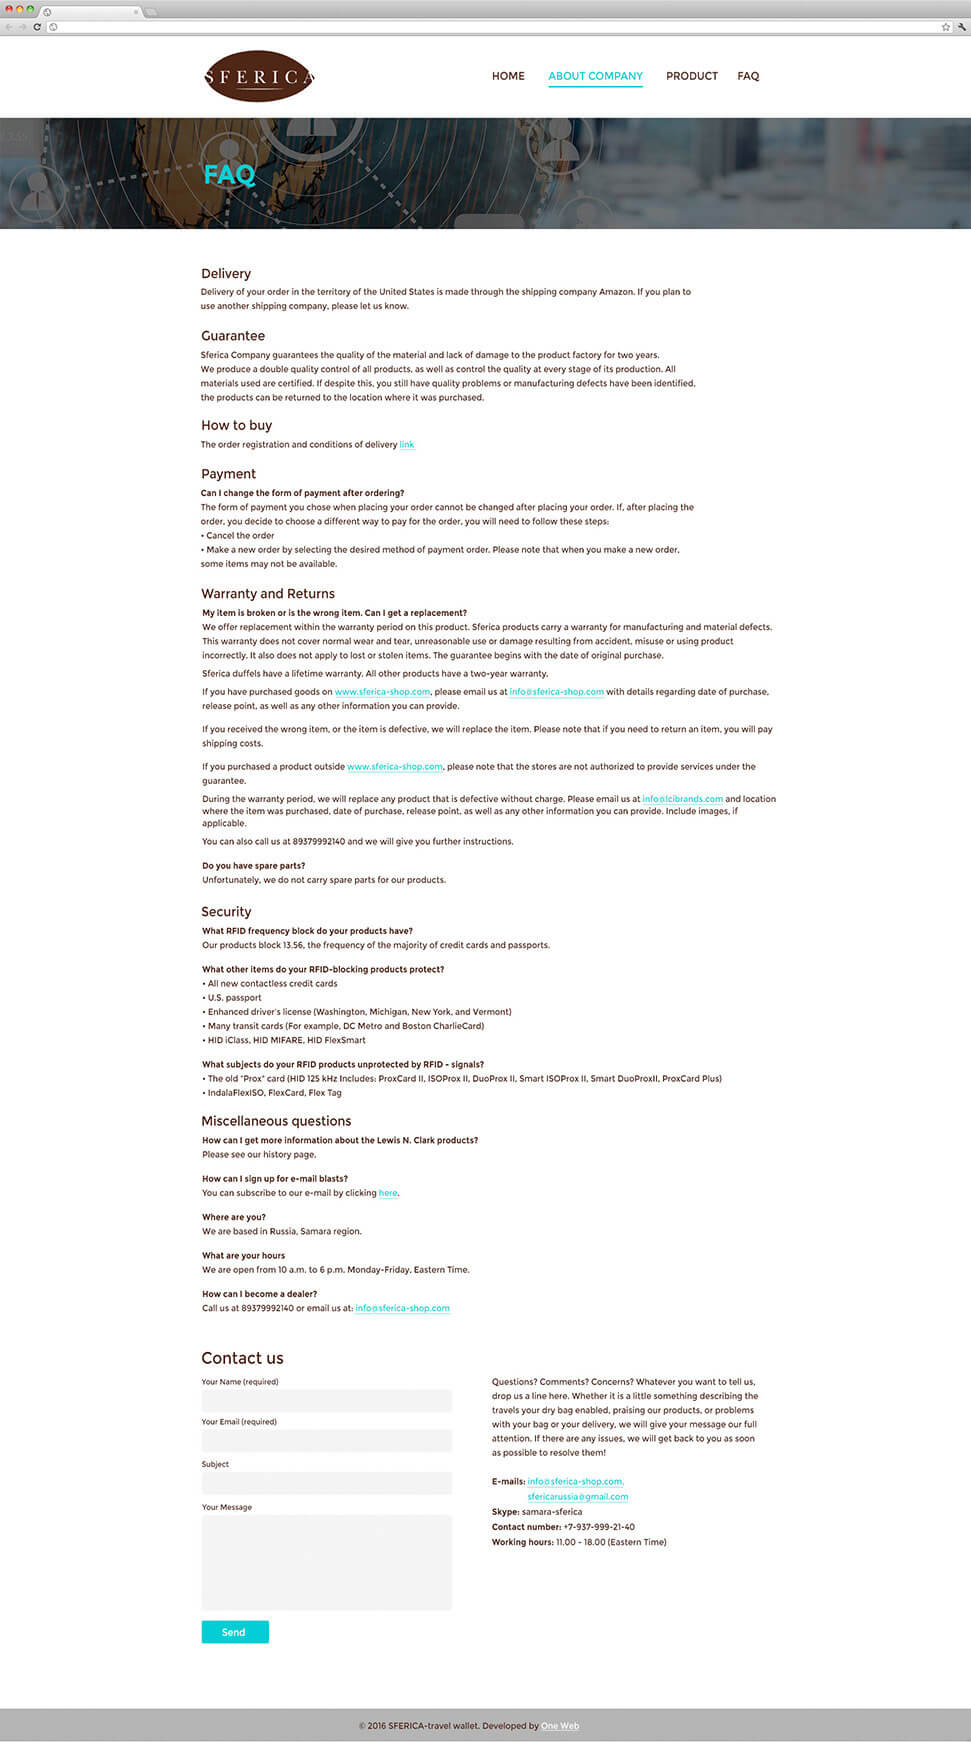 SFERICA
HOME ABOUT COMPANY PRODUCT FAQ
FAQ
Delivery
Delivery of your order in the territory of the United States is made through the shipping company Amazon. If you plan to
use another shipping company, please let us know.
Guarantee
Sferica Company guarantees the quality of the material and lack of damage to the product factory for two years.
We produce a double quality control of all products, as well as control the quality at every stage of its production. All
materials used are certified. If despite this, you still have quality problems or manufacturing defects have been identified,
the products can be returned to the location where it was purchased.
How to buy
The order registration and conditions of delivery link
Payment
Can I change the form of payment after ordering?
The form of payment you chose when placing your order cannot be changed after placing your order. If, after placing the
order, you decide to choose a different way to pay for the order, you will need to follow these steps:
• Cancel the order
• Make a new order by selecting the desired method of payment order. Please note that when you make a new order,
some items may not be available.
Warranty and Returns
My item is broken or is the wrong item. Can I get a replacement?
We offer replacement within the warranty period on this product. Sferica products carry a warranty for manufacturing and material defects.
This warranty does not cover normal wear and tear, unreasonable use or damage resulting from accident, misuse or using product
incorrectly. It also does not apply to lost or stolen items. The guarantee begins with the date of original purchase.
Sferica duffels have a lifetime warranty. All other products have a two-year warranty.
If you have purchased goods on www.sferica-shop.com, please email us at info@sferica-shop.com with details regarding date of purchase,
release point, as well as any other information you can provide.
If you received the wrong item, or the item is defective, we will replace the item. Please note that if you need to return an item, you will pay
shipping costs.
If you purchased a product outside www.sferica-shop.com, please note that the stores are not authorized to provide services under the
guarantee.
During the warranty period, we will replace any product that is defective without charge. Please email us at info@lcibrands.com and location
where the item was purchased, date of purchase, release point, as well as any other information you can provide. Include images, if
applicable.
You can also call us at 89379992140 and we will give you further instructions.
Do you have spare parts?
Unfortunately, we do not carry spare parts for our products.
Security
What RFID frequency block do your products have?
Our products block 13.56, the frequency of the majority of credit cards and passports.
What other items do your RFID-blocking products protect?
• All new contactless credit cards
• U.S. passport
• Enhanced driver's license (Washington, Michigan, New York, and Vermont)
• Many transit cards (For example, DC Metro and Boston CharlieCard)
• HID iClass, HID MIFARE, HID FlexSmart
What subjects do your RFID products unprotected by RFID - signals?
• The old "Prox" card (HID 125 kHz Includes: ProxCard II, ISOProx II, DuoProx II, Smart ISOProx II, Smart DuoProxII, ProxCard Plus)
• IndalaFlexISO, FlexCard, Flex Tag
Miscellaneous questions
How can I get more information about the Lewis N. Clark products?
Please see our history page.
How can I sign up for e-mail blasts?
You can subscribe to our e-mail by clicking here.
Where are you?
We are based in Russia, Samara region.
What are your hours
We are open from 10 a.m. to 6 p.m. Monday-Friday, Eastern Time.
How can I become a dealer?
Call us at 89379992140 or email us at: info@sferica-shop.com
Contact us
Your Name (required)
Your Email (required)
Subject
Your Message
Send
Questions? Comments? Concerns? Whatever you want to tell us,
drop us a line here. Whether it is a little something describing the
travels your dry bag enabled, praising our products, or problems
with your bag or your delivery, we will give your message our full
attention. If there are any issues, we will get back to you as soon
as possible to resolve them!
E-mails: info@sferica-shop.com,
sfericarussia@gmail.com
Skype: samara-sferica
Contact number: +7-937-999-21-40
Working hours: 11.00 - 18.00 (Eastern Time)
© 2016 SFERICA-travel wallet. Developed by One Web